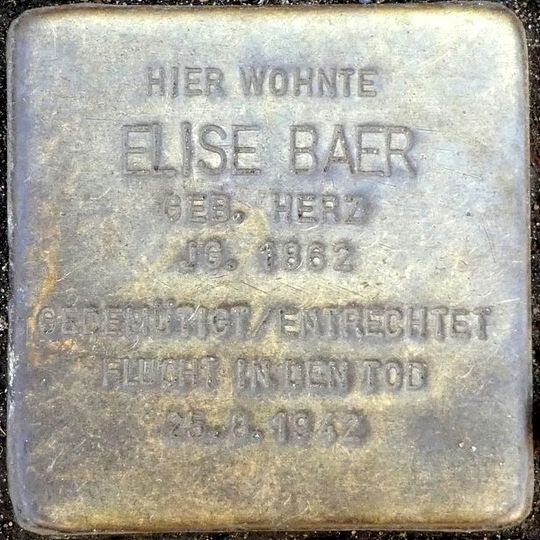 HIER WOHNTE
ELISE BAER
GEB. HERZ
JG. 1862
GEDEMÜTIGT/ENTRECHTET
FLUCHT IN DEN TOD
25.8.1942